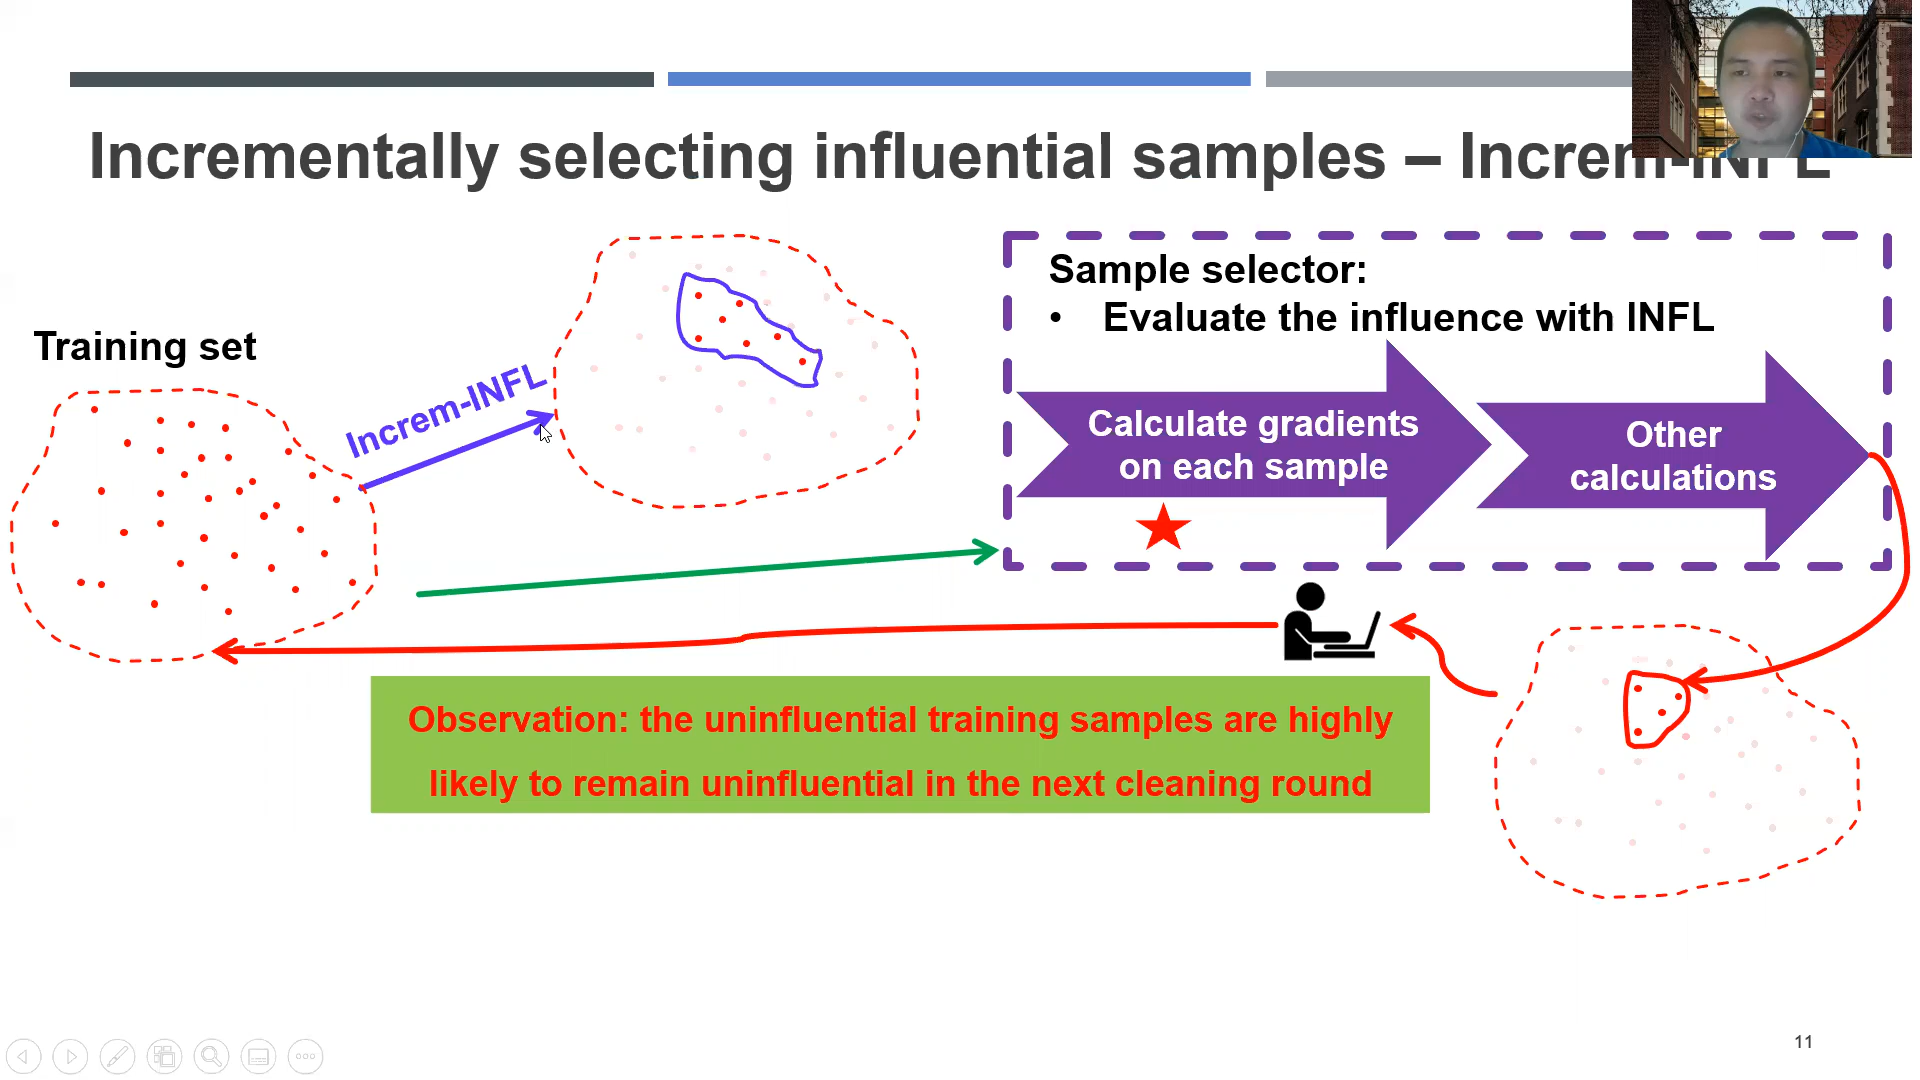 Incrementally selecting influential samples – Increm-INFL
Training set
Increm-INFL
Sample selector:
• Evaluate the influence with INFL
Calculate gradients
on each sample
Other
calculations
Observation: the uninfluential training samples are highly
likely to remain uninfluential in the next cleaning round
11